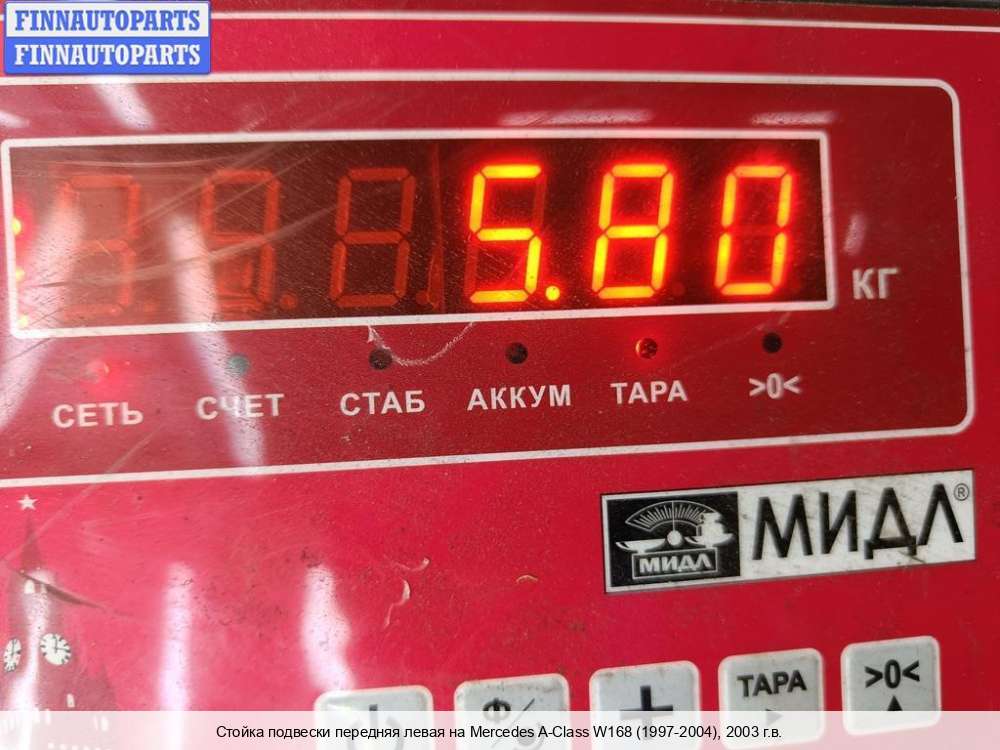 FINNAUTOPARTS
FINNAUTOPARTS
5.80
КГ
СЕТЬ СЧЕТ СТАБ АККУМ ТАРА >0<
МИДЛ МИДЛ®
+ ТАРА >0<
Стойка подвески передняя левая на Mercedes A-Class W168 (1997-2004), 2003 г.в.